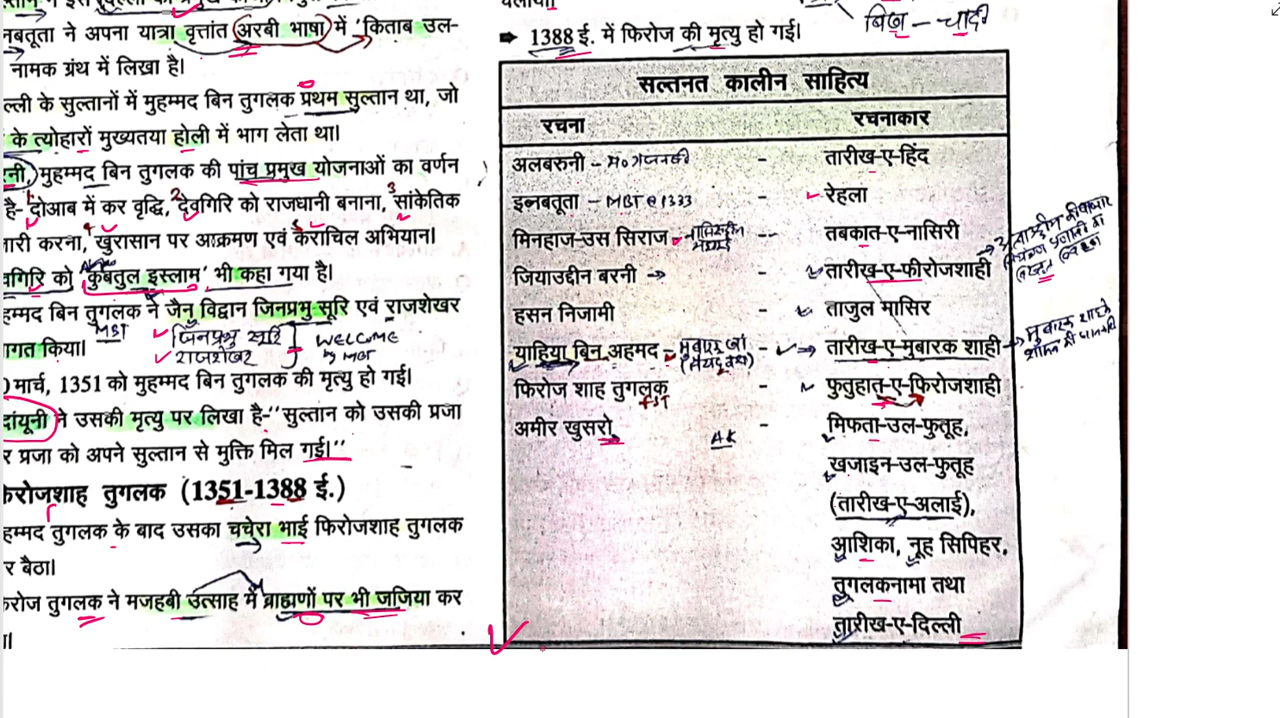 नबतूता ने अपना यात्रा वृत्तांत (अरबी भाषा) में 'किताब उल-
नामक ग्रंथ में लिखा है।
ल्ली के सुल्तानों में मुहम्मद बिन तुगलक प्रथम सुल्तान था, जो
के त्योहारों मुख्यतया होली में भाग लेता था।
नी, मुहम्मद बिन तुगलक की पांच प्रमुख योजनाओं का वर्णन
है- दोआब में कर वृद्धि, देवगिरि को राजधानी बनाना, सांकेतिक
1 2 3
ारी करना, खुरासान पर आक्रमण एवं कैराचिल अभियान।
वगिरि को 'कुबतुल इस्लाम' भी कहा गया है।
हम्मद बिन तुगलक ने जैन विद्वान जिनप्रभु सूरि एवं राजशेखर
MBT
ागत किया।
जिनप्रभु सूरि
राजशेखर
WELCOME
by MBT
) मार्च, 1351 को मुहम्मद बिन तुगलक की मृत्यु हो गई।
दांयूनी ने उसकी मृत्यु पर लिखा है-"सुल्तान को उसकी प्रजा
र प्रजा को अपने सुल्तान से मुक्ति मिल गई।"
फिरोजशाह तुगलक (1351-1388 ई.)
हम्मद तुगलक के बाद उसका चचेरा भाई फिरोजशाह तुगलक
र बैठा।
रोज तुगलक ने मजहबी उत्साह में ब्राह्मणों पर भी जजिया कर
ा।
चलाया।
बिख - चांदी
1388 ई. में फिरोज की मृत्यु हो गई।
सल्तनत कालीन साहित्य
रचना रचनाकार
अलबरुनी - म० गजनवी - तारीख-ए-हिंद
इब्नबतूता - MBT @ 1333 - रेहला
मिनहाज-उस सिराज - तबकात-ए-नासिरी
जियाउद्दीन बरनी - तारीख-ए-फीरोजशाही
हसन निजामी - ताजुल मासिर
याहिया बिन अहमद - तारीख-ए-मुबारक शाही
फिरोज शाह तुगलक - फुतुहात-ए-फिरोजशाही
FST
अमीर खुसरो AK - मिफता-उल-फुतूह,
खजाइन-उल-फुतूह
(तारीख-ए-अलाई),
आशिका, नूह सिपिहर,
तुगलकनामा तथा
तारीख-ए-दिल्ली